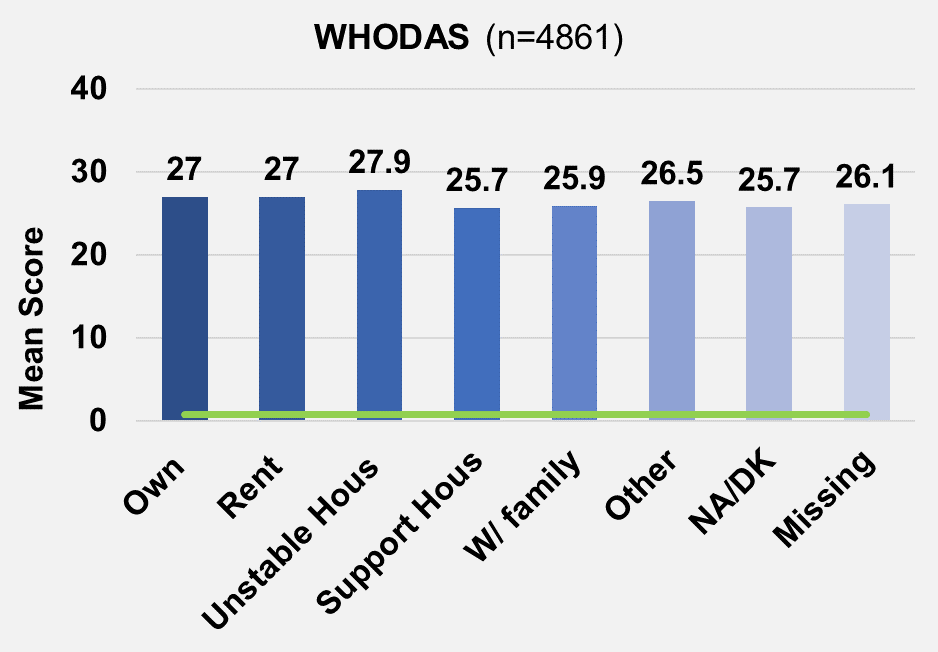 WHODAS (n=4861)
40
30
20
10
0
Mean Score
27
27
27.9
25.7
25.9
26.5
25.7
26.1
Own
Rent
Unstable Hous
Support Hous
W/ family
Other
NA/DK
Missing